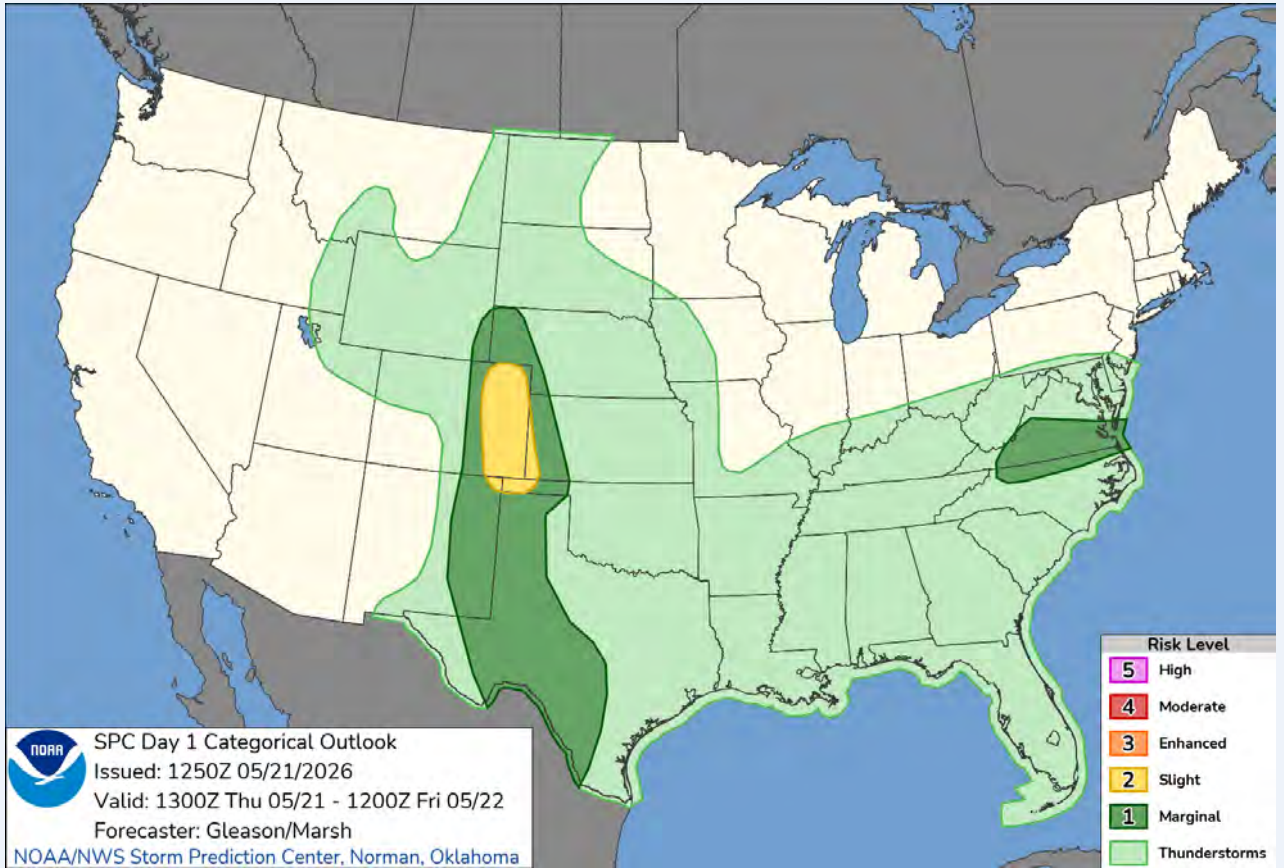 SPC Day 1 Categorical Outlook
Issued: 1250Z 05/21/2026
Valid: 1300Z Thu 05/21 - 1200Z Fri 05/22
Forecaster: Gleason/Marsh
NOAA/NWS Storm Prediction Center, Norman, Oklahoma
NOAA
Risk Level
5 High
4 Moderate
3 Enhanced
2 Slight
1 Marginal
Thunderstorms